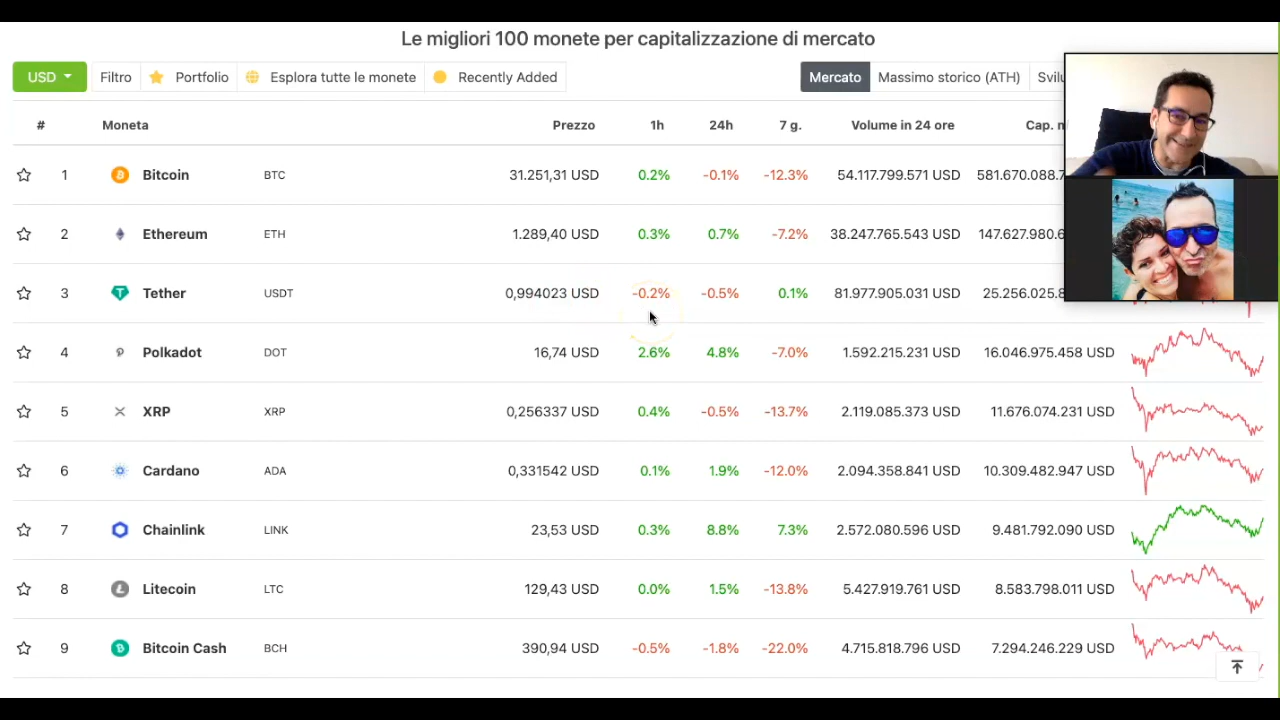 Le migliori 100 monete per capitalizzazione di mercato
USD Filtro Portfolio Esplora tutte le monete Recently Added Mercato Massimo storico (ATH)
# Moneta Prezzo 1h 24h 7 g. Volume in 24 ore Cap.
1 Bitcoin BTC 31.251,31 USD 0.2% -0.1% -12.3% 54.117.799.571 USD 581.670.088.
2 Ethereum ETH 1.289,40 USD 0.3% 0.7% -7.2% 38.247.765.543 USD 147.627.980.
3 Tether USDT 0,994023 USD -0.2% -0.5% 0.1% 81.977.905.031 USD 25.256.025.
4 Polkadot DOT 16,74 USD 2.6% 4.8% -7.0% 1.592.215.231 USD 16.046.975.458 USD
5 XRP XRP 0,256337 USD 0.4% -0.5% -13.7% 2.119.085.373 USD 11.676.074.231 USD
6 Cardano ADA 0,331542 USD 0.1% 1.9% -12.0% 2.094.358.841 USD 10.309.482.947 USD
7 Chainlink LINK 23,53 USD 0.3% 8.8% 7.3% 2.572.080.596 USD 9.481.792.090 USD
8 Litecoin LTC 129,43 USD 0.0% 1.5% -13.8% 5.427.919.761 USD 8.583.798.011 USD
9 Bitcoin Cash BCH 390,94 USD -0.5% -1.8% -22.0% 4.715.818.796 USD 7.294.246.229 USD